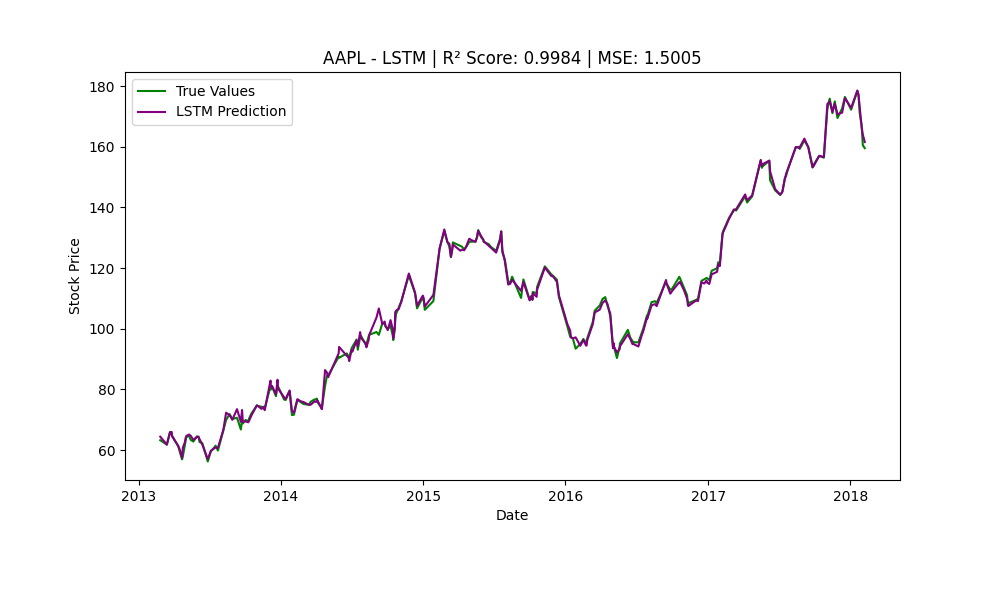 AAPL - LSTM | R² Score: 0.9984 | MSE: 1.5005
True Values
LSTM Prediction
180
160
140
120
100
80
60
Stock Price
2013 2014 2015 2016 2017 2018
Date